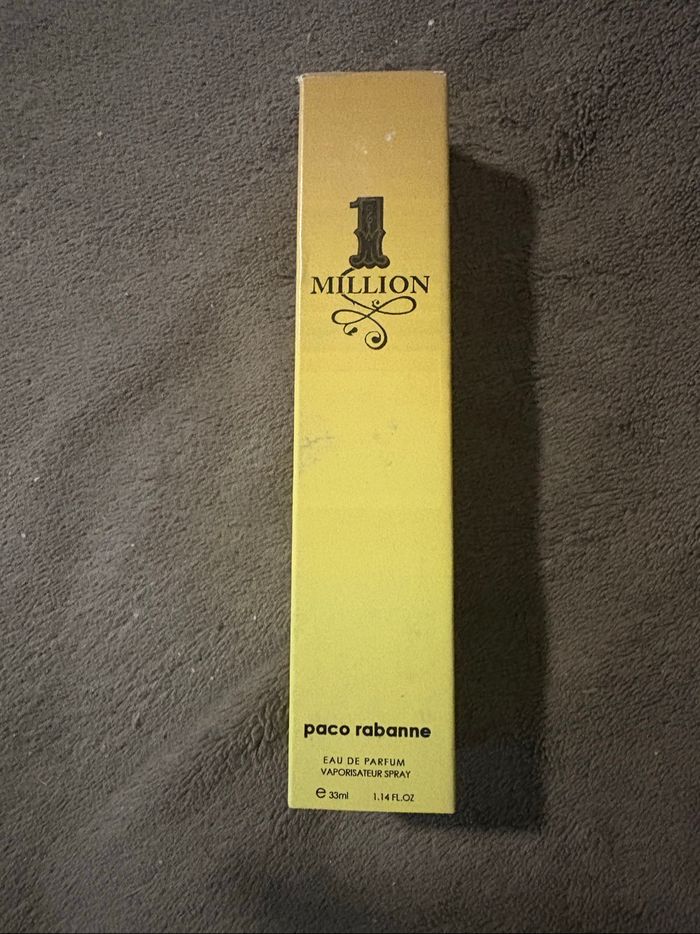 1
MILLION
paco rabanne
EAU DE PARFUM
VAPORISATEUR SPRAY
e 33ml 1.14 FL.OZ